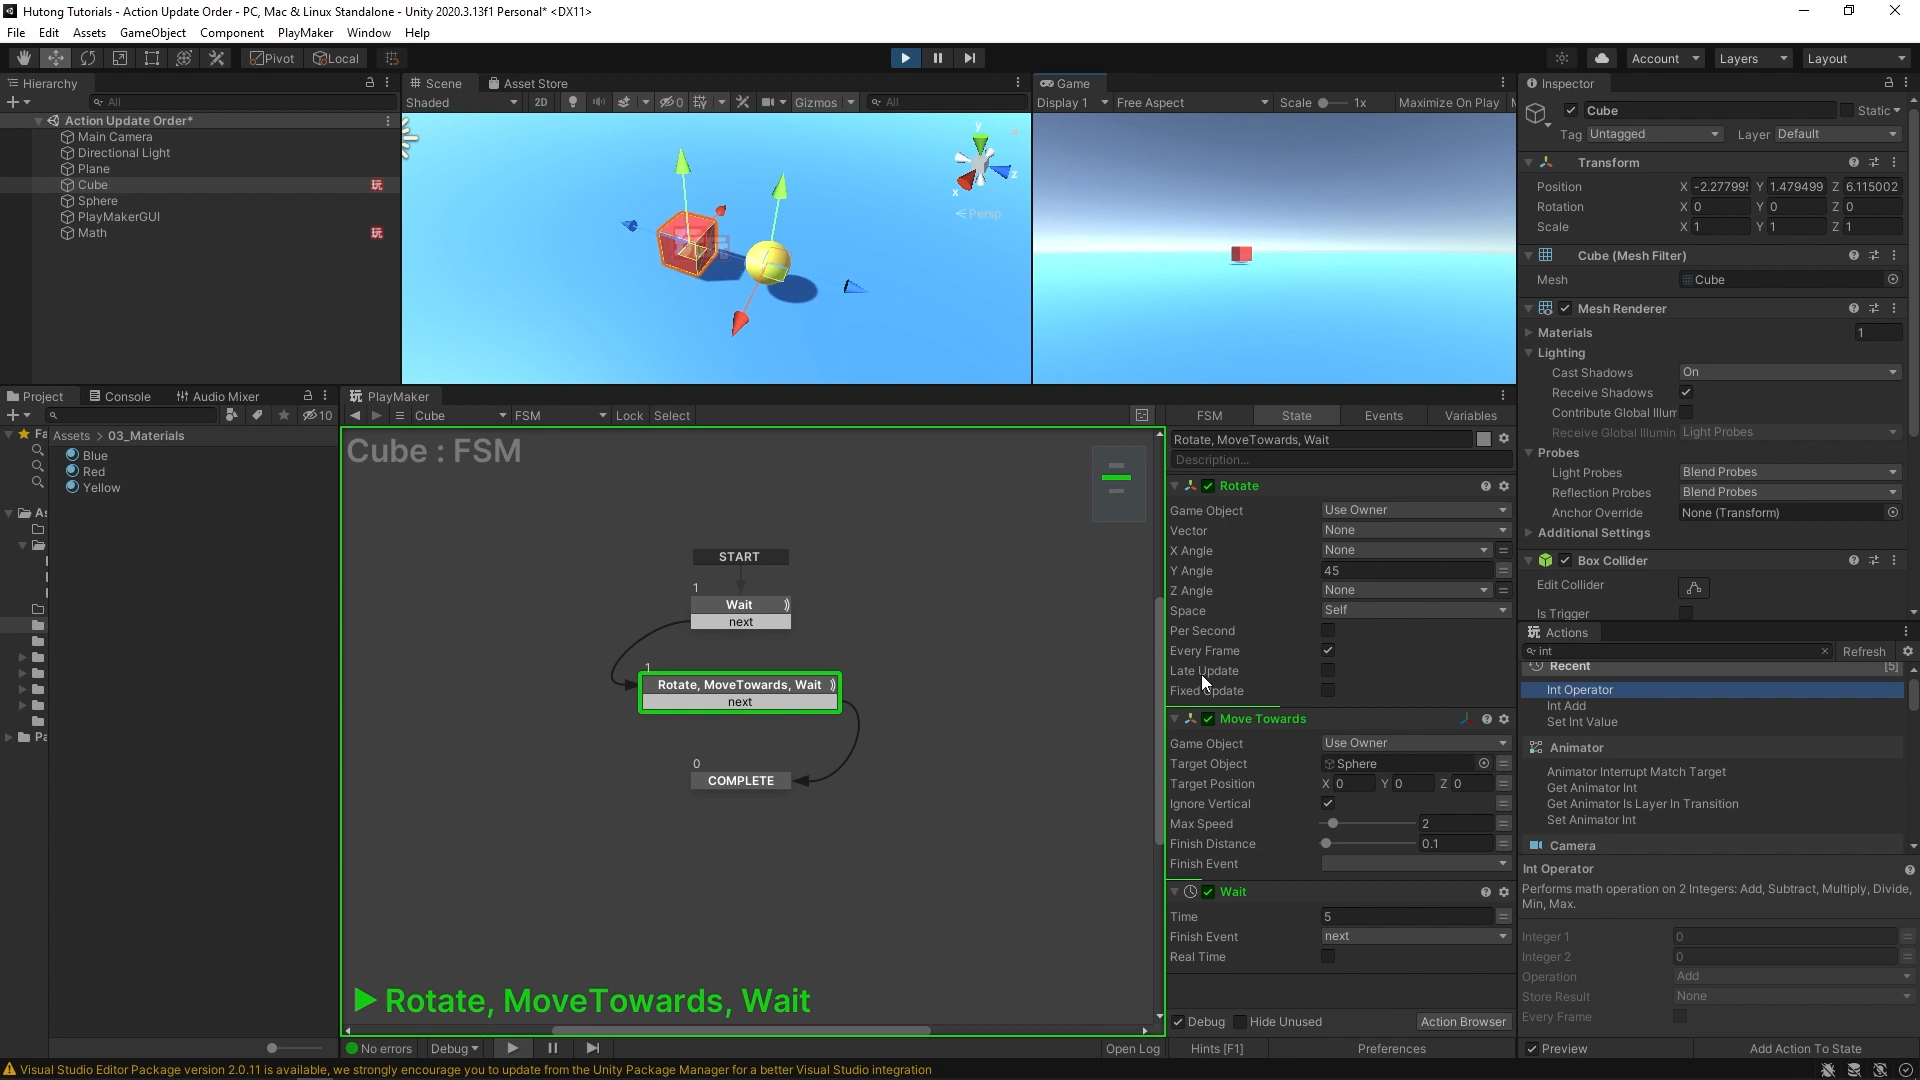 Hutong Tutorials - Action Update Order - PC, Mac & Linux Standalone - Unity 2020.3.13f1 Personal* <DX11>
File Edit Assets GameObject Component PlayMaker Window Help
Pivot Local Account Layers Layout
Hierarchy Scene Asset Store Game Inspector
All Shaded 2D 0 Gizmos All Display 1 Free Aspect Scale 1x Maximize On Play
Action Update Order*
Main Camera
Directional Light
Plane
Cube 玩
Sphere
PlayMakerGUI
Math 玩
y
z
x
Persp
Cube Static
Tag Untagged Layer Default
Transform
Position X -2.277995 Y 1.479499 Z 6.115002
Rotation X 0 Y 0 Z 0
Scale X 1 Y 1 Z 1
Cube (Mesh Filter)
Mesh Cube
Mesh Renderer
Materials 1
Lighting
Cast Shadows On
Receive Shadows
Contribute Global Illum
Receive Global Illumin Light Probes
Probes
Light Probes Blend Probes
Reflection Probes Blend Probes
Anchor Override None (Transform)
Additional Settings
Box Collider
Edit Collider
Is Trigger
Project Console Audio Mixer
10
Fa
Assets > 03_Materials
Blue
Red
Yellow
As
Pa
玩 PlayMaker
Cube FSM Lock Select
Cube : FSM
START
1
Wait
next
1
Rotate, MoveTowards, Wait
next
0
COMPLETE
Rotate, MoveTowards, Wait
No errors Debug Open Log
FSM State Events Variables
Rotate, MoveTowards, Wait
Description...
Rotate
Game Object Use Owner
Vector None
X Angle None
Y Angle 45
Z Angle None
Space Self
Per Second
Every Frame
Late Update
Fixed Update
Move Towards
Game Object Use Owner
Target Object Sphere
Target Position X 0 Y 0 Z 0
Ignore Vertical
Max Speed 2
Finish Distance 0.1
Finish Event
Wait
Time 5
Finish Event next
Real Time
Debug Hide Unused Action Browser
Hints [F1] Preferences
玩 Actions
int Refresh
Recent [5]
Int Operator
Int Add
Set Int Value
Animator
Animator Interrupt Match Target
Get Animator Int
Get Animator Is Layer In Transition
Set Animator Int
Camera
Int Operator
Performs math operation on 2 Integers: Add, Subtract, Multiply, Divide,
Min, Max.
Integer 1 0
Integer 2 0
Operation Add
Store Result None
Every Frame
Preview Add Action To State
Visual Studio Editor Package version 2.0.11 is available, we strongly encourage you to update from the Unity Package Manager for a better Visual Studio integration